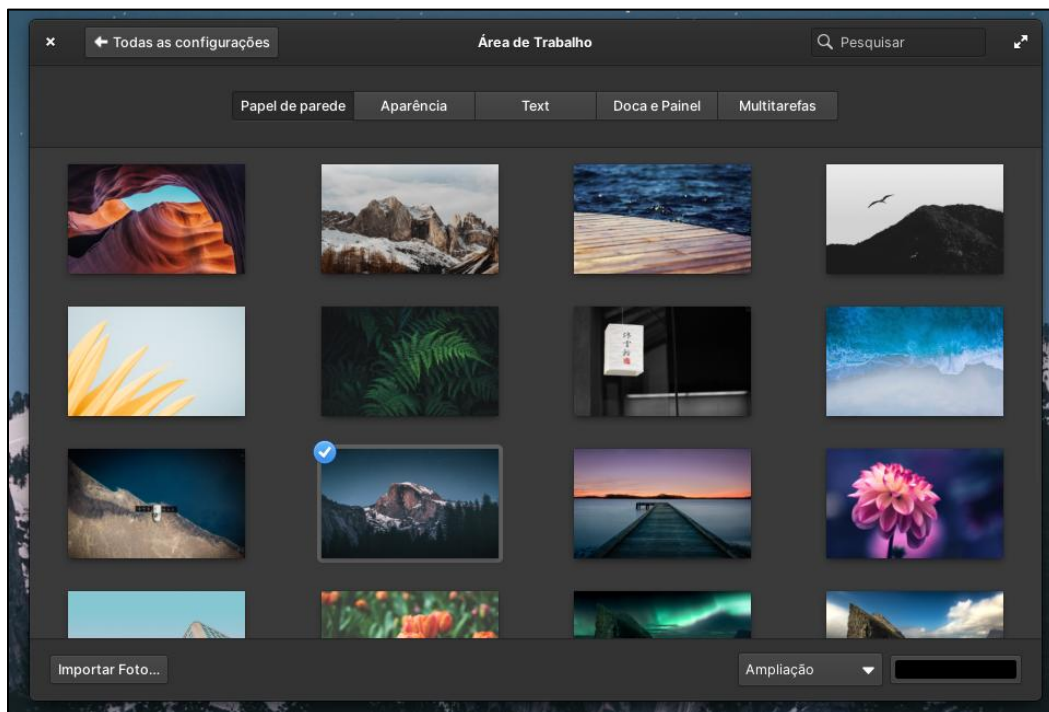 Todas as configurações
Área de Trabalho
Pesquisar
Papel de parede
Aparência
Text
Doca e Painel
Multitarefas
Importar Foto...
Ampliação